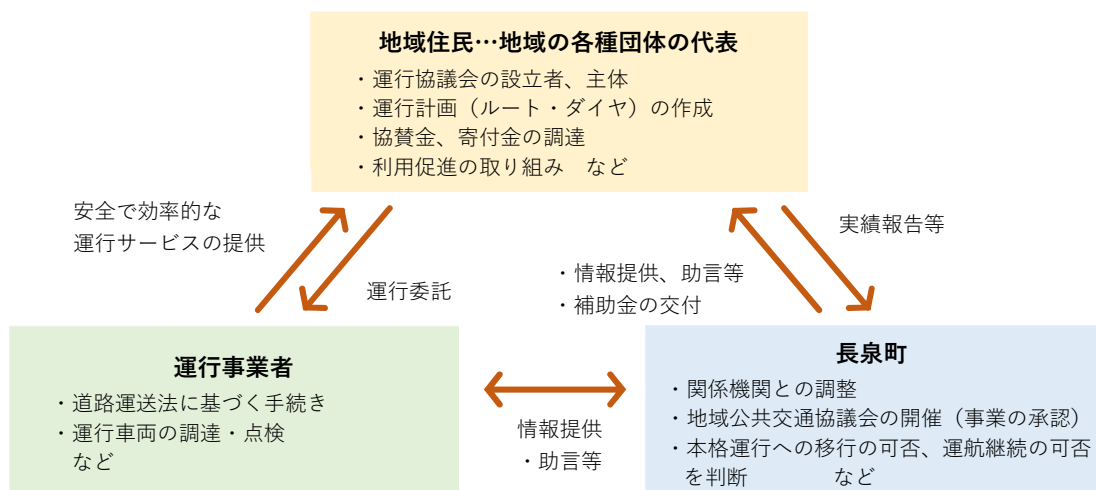 地域住民…地域の各種団体の代表
・運行協議会の設立者、主体
・運行計画（ルート・ダイヤ）の作成
・協賛金、寄付金の調達
・利用促進の取り組み　など
安全で効率的な
運行サービスの提供
運行委託
・情報提供、助言等
・補助金の交付
実績報告等
運行事業者
・道路運送法に基づく手続き
・運行車両の調達・点検
など
情報提供
・助言等
長泉町
・関係機関との調整
・地域公共交通協議会の開催（事業の承認）
・本格運行への移行の可否、運航継続の可否
を判断　　　　など